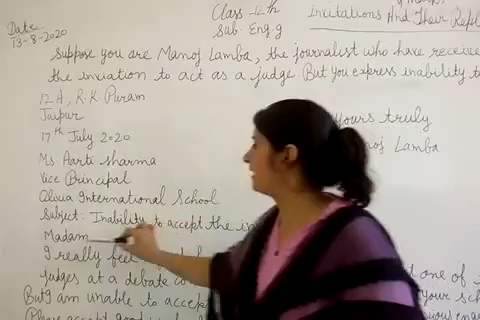 Date
13-8-2020
Class - 12th
Sub. Eng.g
Invitations And Their Repl
Suppose you are Manoj Lamba, the journalist who have receive
the inviation to act as a judge. But you express inability to
12 A, R.K Puram
Jaipur
17th July 2020
Ms Aarti Sharma
Vice Principal
International School
Subject: Inability to accept the in
Madam
I really feel
judges at a debate co
But I am unable to accep
Please accept good
Yours truly
Manoj Lamba
t one of
Your sch